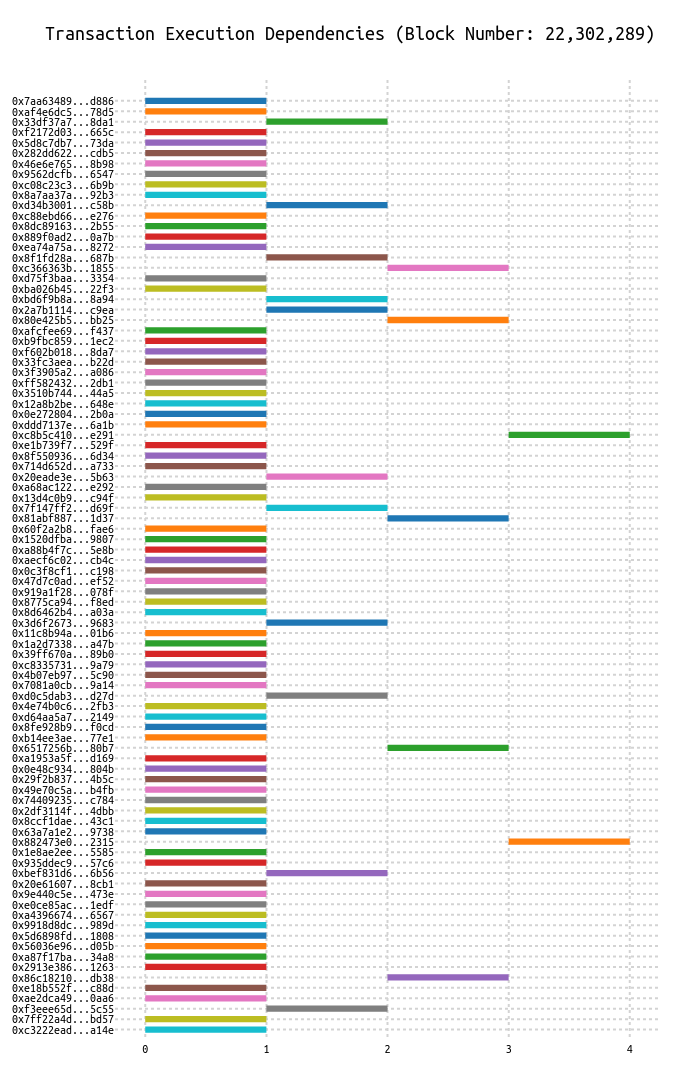 Transaction Execution Dependencies (Block Number: 22,302,289)
0x7aa63489...d886
0xaf4e6dc5...78d5
0x33df37a7...8da1
0xf2172d03...665c
0x5d8c7db7...73da
0x282dd622...cdb5
0x46e6e765...8b98
0x9562dcfb...6547
0xc08c23c3...6b9b
0x8a7aa37a...92b3
0xd34b3001...c58b
0xc88ebd66...e276
0x8dc89163...2b55
0x889f0ad2...0a7b
0xea74a75a...8272
0x8f1fd28a...687b
0xc366363b...1855
0xd75f3baa...3354
0xba026b45...22f3
0xbd6f9b8a...8a94
0x2a7b1114...c9ea
0x80e425b5...bb25
0xafcfee69...f437
0xb9fbc859...1ec2
0xf602b018...8da7
0x33fc3aea...b22d
0x3f3905a2...a086
0xff582432...2db1
0x3510b744...44a5
0x12a8b2be...648e
0x0e272804...2b0a
0xddd7137e...6a1b
0xc8b5c410...e291
0xe1b739f7...529f
0x8f550936...6d34
0x714d652d...a733
0x20eade3e...5b63
0xa68ac122...e292
0x13d4c0b9...c94f
0x7f147ff2...d69f
0x81abf887...1d37
0x60f2a2b8...fae6
0x1520dfba...9807
0xa88b4f7c...5e8b
0xaecf6c02...cb4c
0x0c3f8cf1...c198
0x47d7c0ad...ef52
0x919a1f28...078f
0x8775ca94...f8ed
0x8d6462b4...a03a
0x3d6f2673...9683
0x11c8b94a...01b6
0x1a2d7338...a47b
0x39ff670a...89b0
0xc8335731...9a79
0x4b07eb97...5c90
0x7081a0cb...9a14
0xd0c5dab3...d27d
0x4e74b0c6...2fb3
0xd64aa5a7...2149
0x8fe928b9...f0cd
0xb14ee3ae...77e1
0x6517256b...80b7
0xa1953a5f...d169
0x0e48c934...804b
0x29f2b837...4b5c
0x49e70c5a...b4fb
0x74409235...c784
0x2df3114f...4dbb
0x8ccf1dae...43c1
0x63a7a1e2...9738
0x882473e0...2315
0x1e8ae2ee...5585
0x935ddec9...57c6
0xbef831d6...6b56
0x20e61607...8cb1
0x9e440c5e...473e
0xe0ce85ac...1edf
0xa4396674...6567
0x9918d8dc...989d
0x5d6898fd...1808
0x56036e96...d05b
0xa87f17ba...34a8
0x2913e386...1263
0x86c18210...db38
0xe18b552f...c88d
0xae2dca49...0aa6
0xf3eee65d...5c55
0x7ff22a4d...bd57
0xc3222ead...a14e
0 1 2 3 4